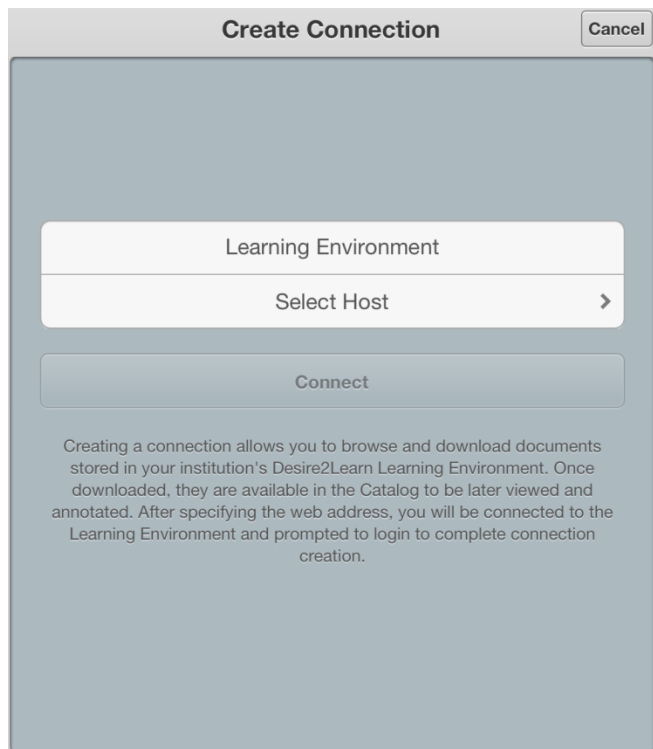 Create Connection
Cancel
Learning Environment
Select Host
Connect
Creating a connection allows you to browse and download documents
stored in your institution's Desire2Learn Learning Environment. Once
downloaded, they are available in the Catalog to be later viewed and
annotated. After specifying the web address, you will be connected to the
Learning Environment and prompted to login to complete connection
creation.